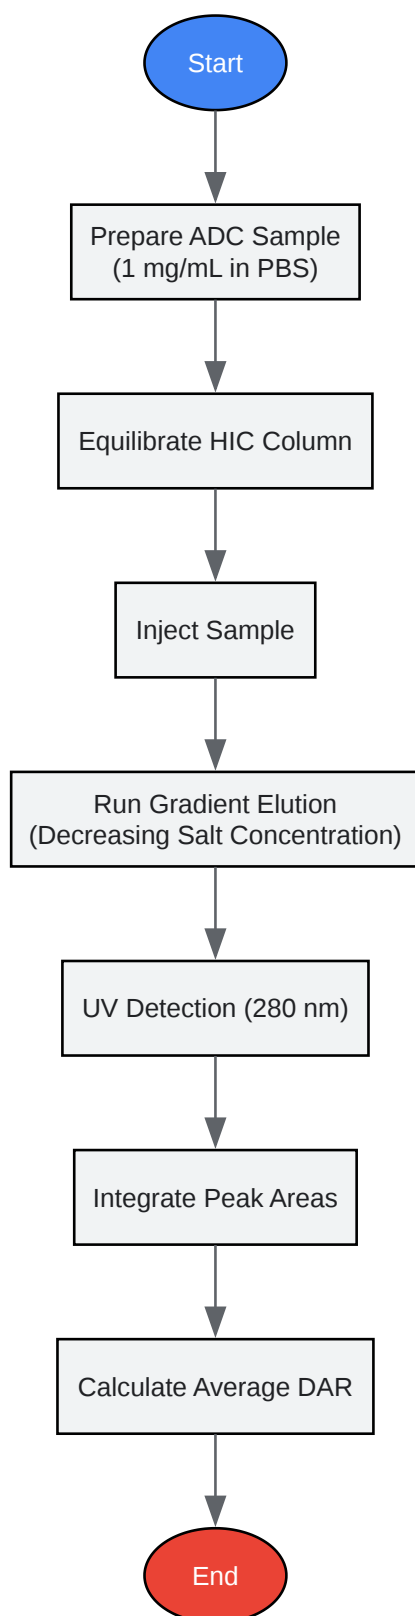 Start
Prepare ADC Sample
(1 mg/mL in PBS)
Equilibrate HIC Column
Inject Sample
Run Gradient Elution
(Decreasing Salt Concentration)
UV Detection (280 nm)
Integrate Peak Areas
Calculate Average DAR
End